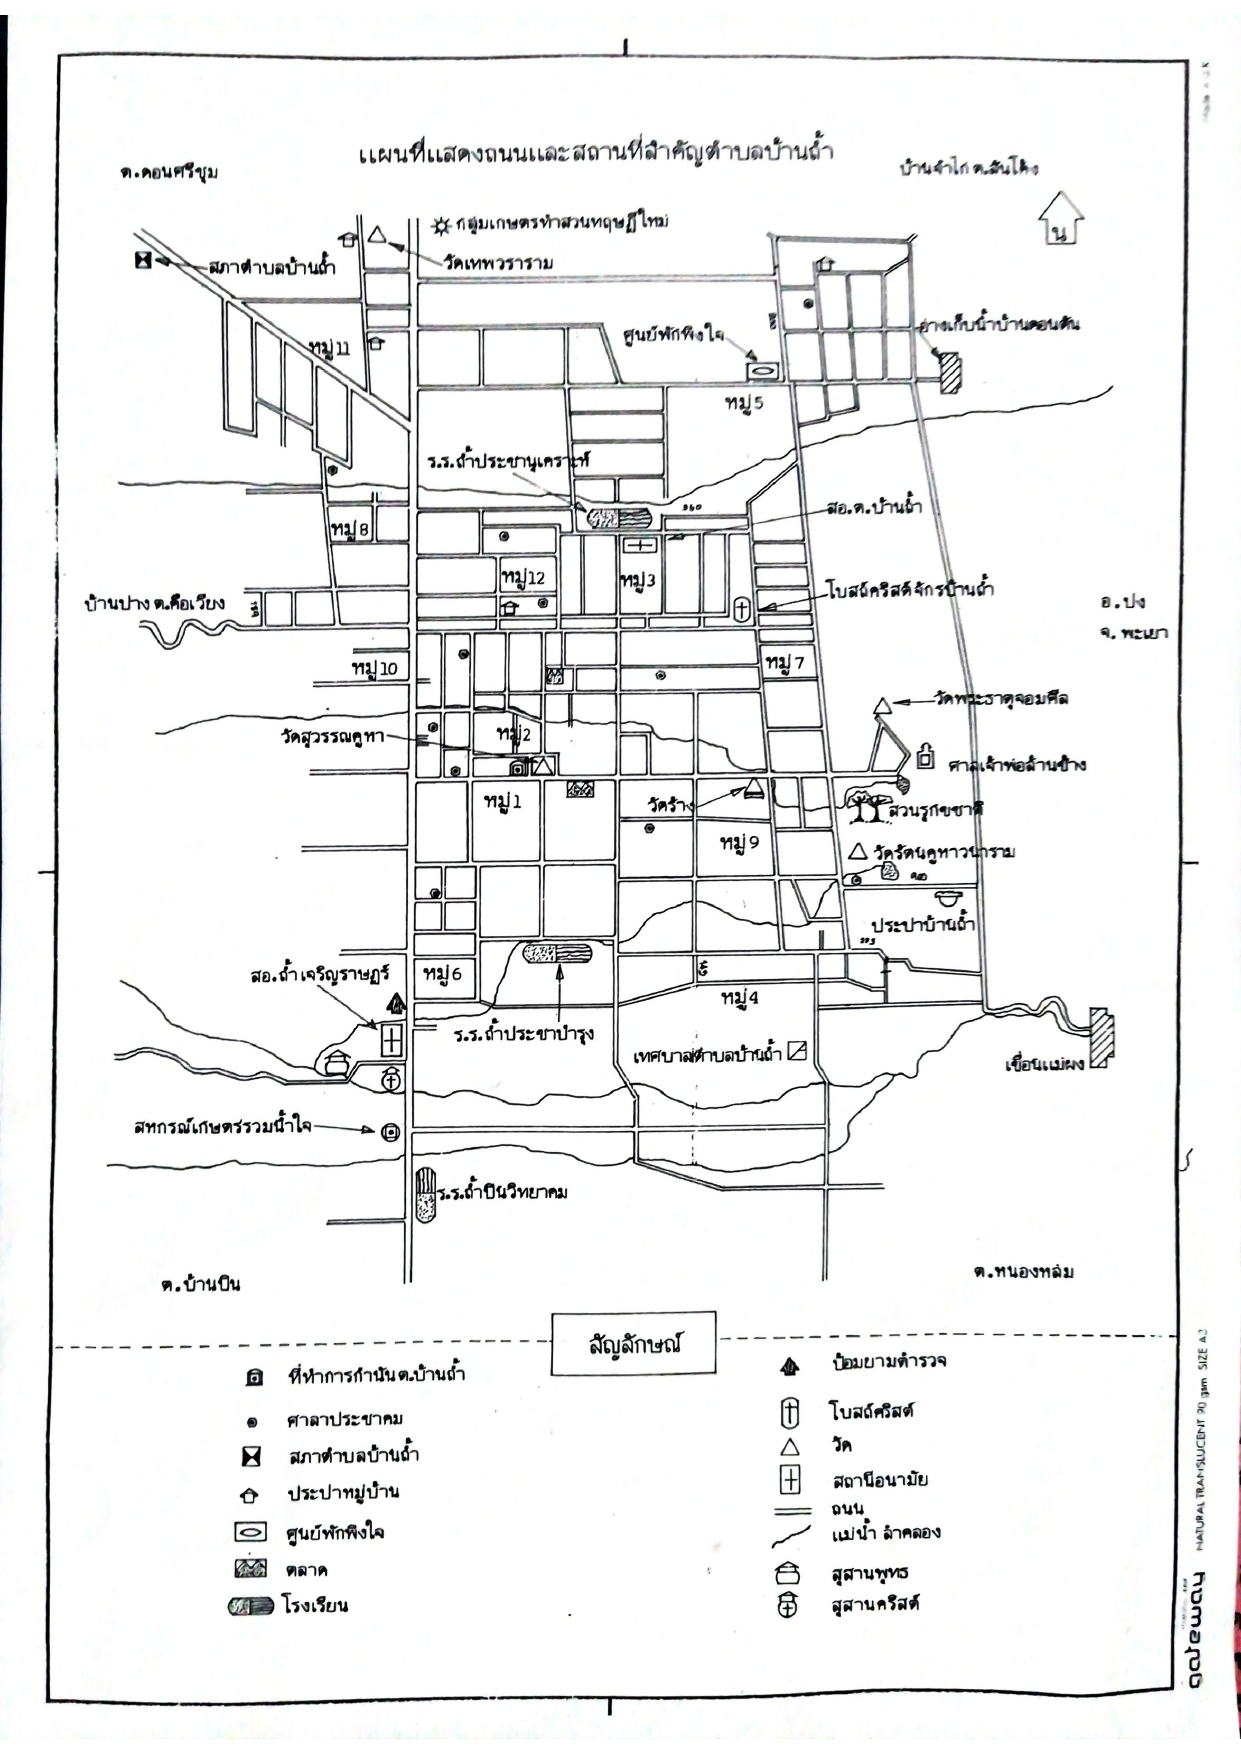 แผนที่แสดงถนนและสถานที่สำคัญตำบลบ้านถ้ำ
ต.ดอนศรีชุม
บ้านจำไก่ ต.สันโค้ง
น
กลุ่มเกษตรทำสวนทฤษฎีใหม่
สภาตำบลบ้านถ้ำ
วัดเทพวราราม
ศูนย์พักพิงใจ
อ่างเก็บน้ำบ้านดอนตัน
หมู่11
หมู่5
ร.ร.ถ้ำประชานุเคราะห์
สอ.ต.บ้านถ้ำ
หมู่8
หมู่12
หมู่3
บ้านปาง ต.คือเวียง
โบสถ์คริสต์จักรบ้านถ้ำ
อ.ปง
จ.พะเยา
หมู่10
หมู่7
วัดพระธาตุจอมศีล
วัดสุวรรณคูหา
หมู่2
ศาลเจ้าพ่อล้านช้าง
หมู่1
วัดร้าง
สวนรุกขชาติ
หมู่9
วัดรัตนคูหาวนาราม
ประปาบ้านถ้ำ
สอ.ถ้ำเจริญราษฎร์
หมู่6
หมู่4
ร.ร.ถ้ำประชาบำรุง
เทศบาลตำบลบ้านถ้ำ
เขื่อนแม่ผง
สหกรณ์เกษตรรวมน้ำใจ
ร.ร.ถ้ำปินวิทยาคม
ต.บ้านปิน
ต.หนองหล่ม
สัญลักษณ์
ที่ทำการกำนันต.บ้านถ้ำ
ศาลาประชาคม
สภาตำบลบ้านถ้ำ
ประปาหมู่บ้าน
ศูนย์พักพิงใจ
ตลาด
โรงเรียน
ป้อมยามตำรวจ
โบสถ์คริสต์
วัด
สถานีอนามัย
ถนน
แม่น้ำ ลำคลอง
สุสานพุทธ
สุสานคริสต์
NATURAL TRANSLUCENT 90 gsm SIZE A3